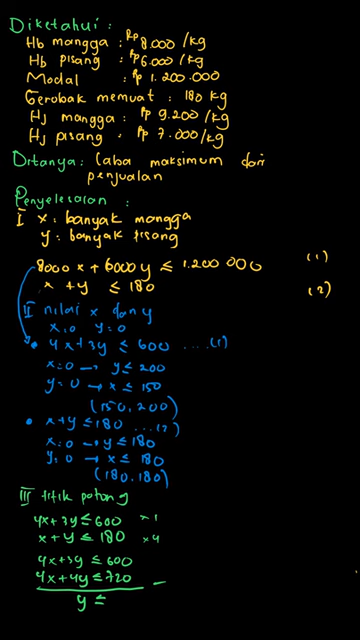 Diketahui :
Hb mangga : Rp 8.000 /kg
Hb pisang : Rp 6.000 /kg
Modal : Rp 1.200.000
Gerobak memuat : 180 kg
Hj mangga : Rp 9.200 /kg
Hj pisang : Rp 7.000/kg
Ditanya : Laba maksimum dari
penjualan
Penyelesaian :
I x : banyak mangga
y : banyak pisang
8000 x + 6000 y ≤ 1.200 000 (1)
x + y ≤ 180 (2)
II nilai x dan y
x=0 y=0
• 4x + 3y ≤ 600 ....(1)
x=0 → y ≤ 200
y=0 → x ≤ 150
(150, 200)
• x+y ≤ 180 ...(2)
x=0 → y ≤ 180
y=0 → x ≤ 180
(180, 180)
III titik potong
4x+3y ≤ 600 x1
x + y ≤ 180 x4
4x+3y ≤ 600
4x+4y ≤ 720 –
y ≤